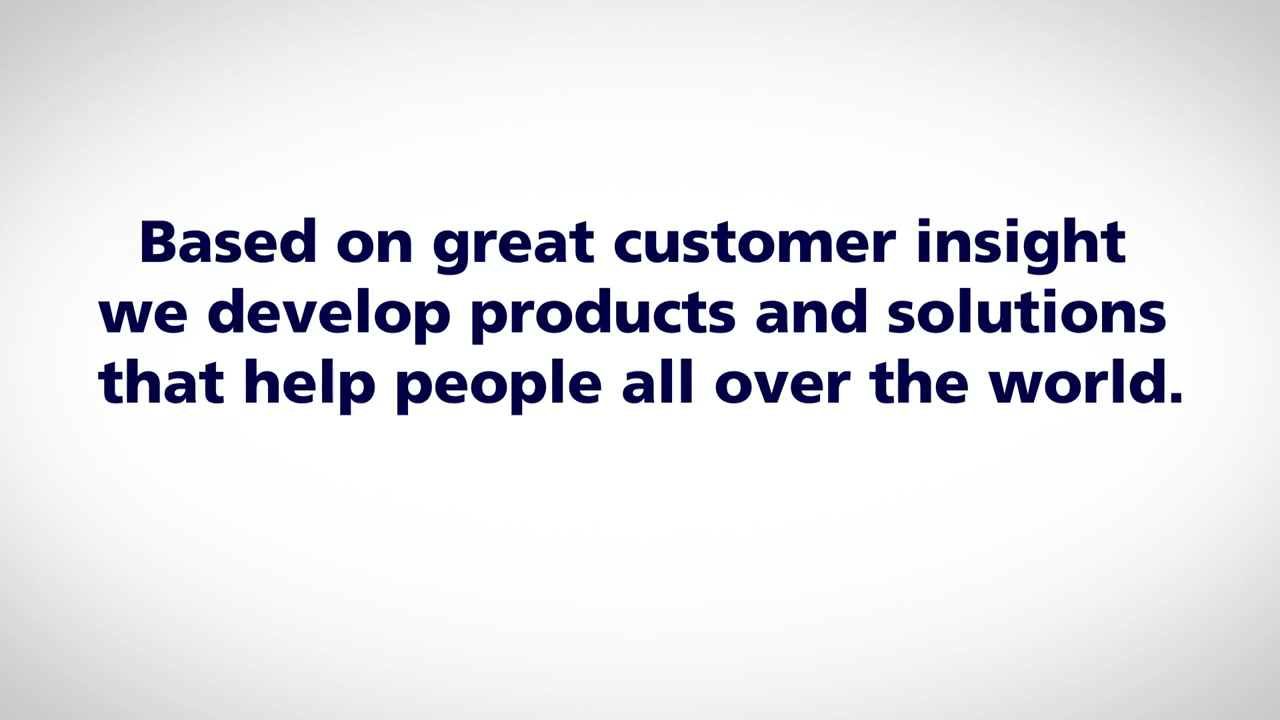 Based on great customer insight
we develop products and solutions
that help people all over the world.